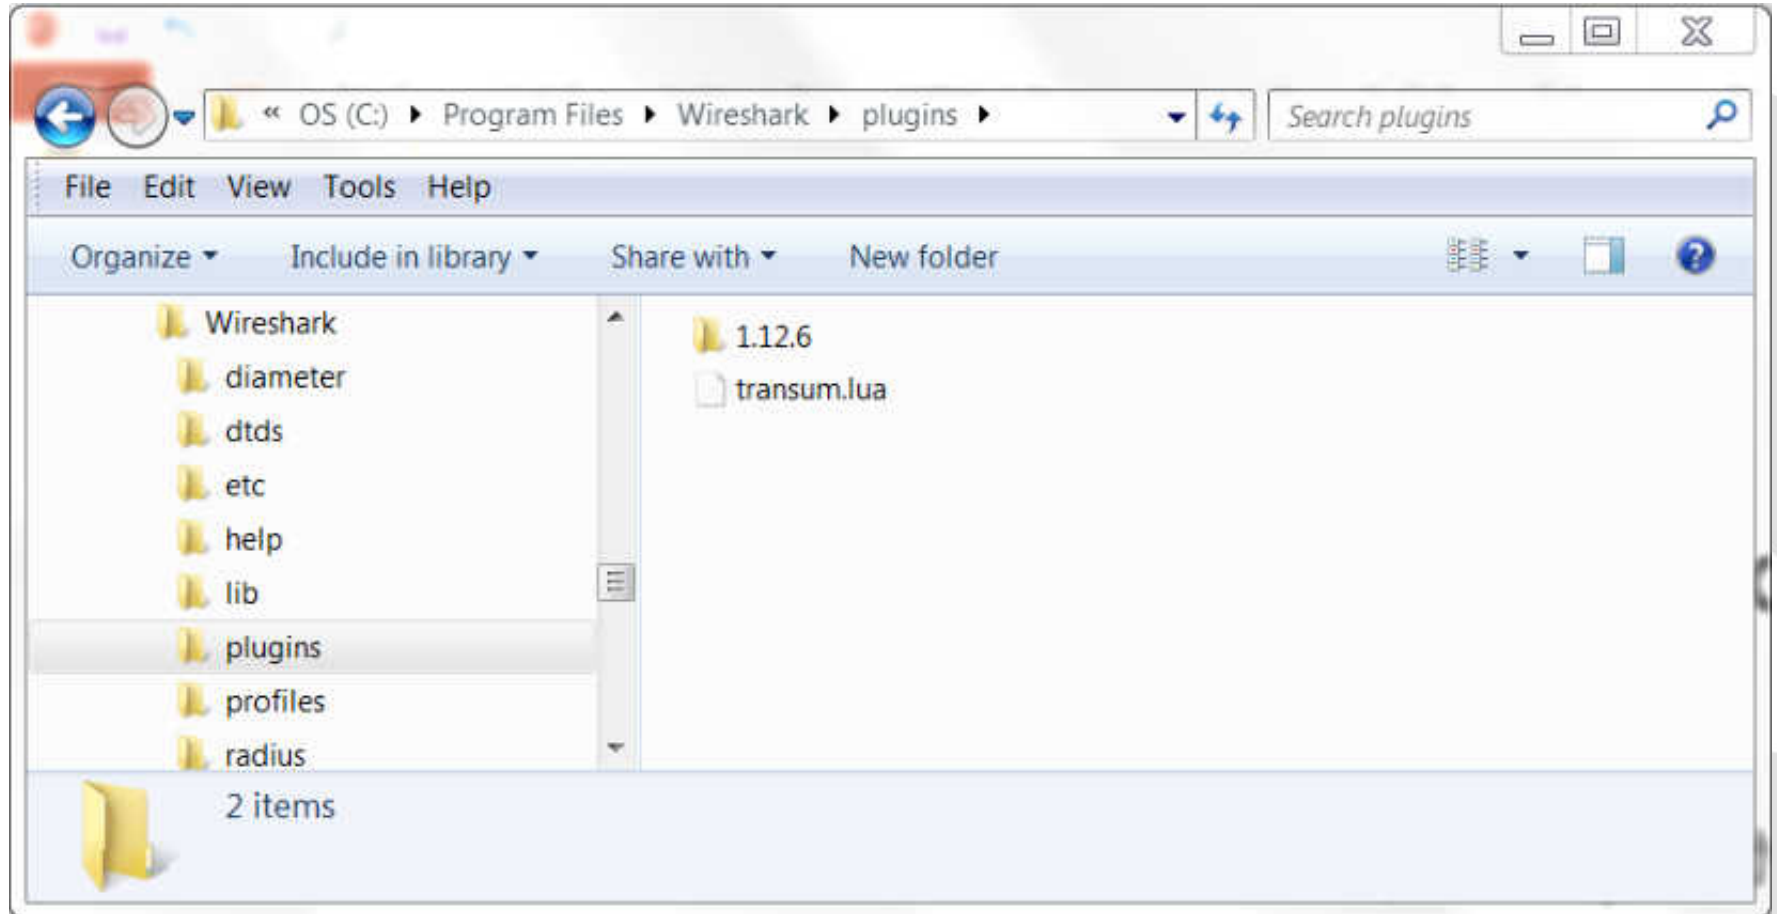 « OS (C:) Program Files Wireshark plugins Search plugins
File Edit View Tools Help
Organize Include in library Share with New folder
Wireshark
diameter
dtds
etc
help
lib
plugins
profiles
radius
1.12.6
transum.lua
2 items